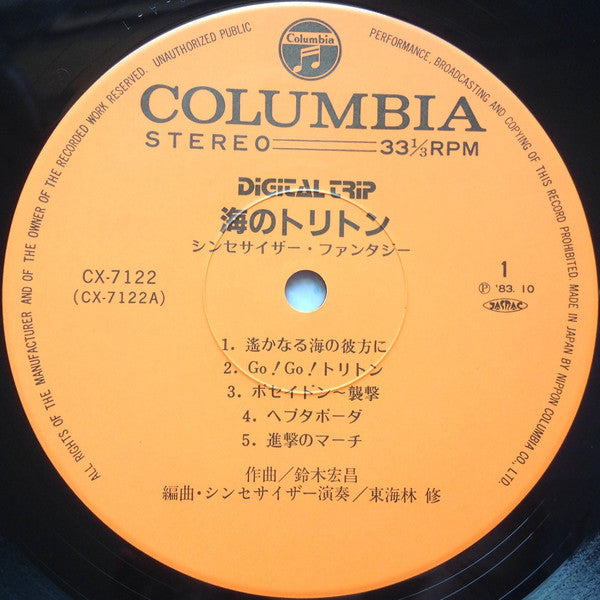 Columbia
COLUMBIA
STEREO 33⅓RPM
DIGITAL TRIP
海のトリトン
シンセサイザー・ファンタジー
CX-7122
(CX-7122A)
1
Ⓟ '83. 10
JASRAC
1. 遙かなる海の彼方に
2. Go!Go!トリトン
3. ポセイドン〜襲撃
4. ヘプタポーダ
5. 進撃のマーチ
作曲/鈴木宏昌
編曲・シンセサイザー演奏/東海林 修
ALL RIGHTS OF THE MANUFACTURER AND OF THE OWNER OF THE RECORDED WORK RESERVED. UNAUTHORIZED PUBLIC PERFORMANCE, BROADCASTING AND COPYING OF THIS RECORD PROHIBITED. MADE IN JAPAN BY NIPPON COLUMBIA CO., LTD.